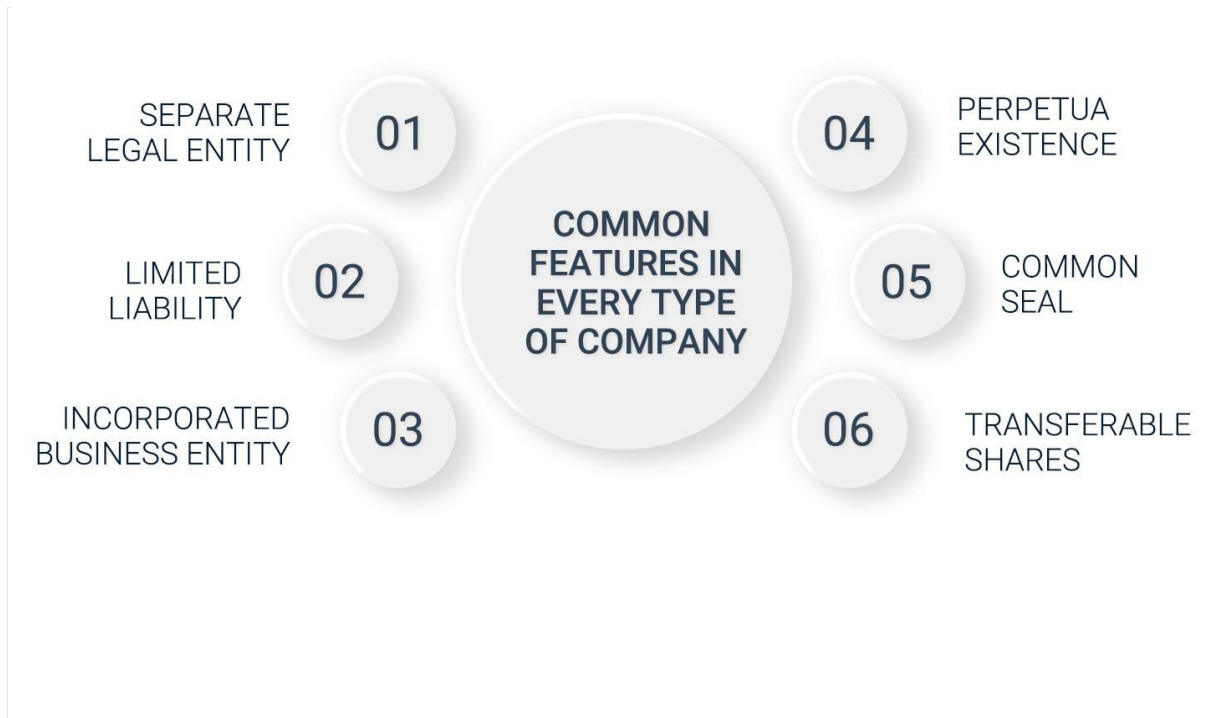 COMMON
FEATURES IN
EVERY TYPE
OF COMPANY
01
SEPARATE
LEGAL ENTITY
02
LIMITED
LIABILITY
03
INCORPORATED
BUSINESS ENTITY
04
PERPETUA
EXISTENCE
05
COMMON
SEAL
06
TRANSFERABLE
SHARES